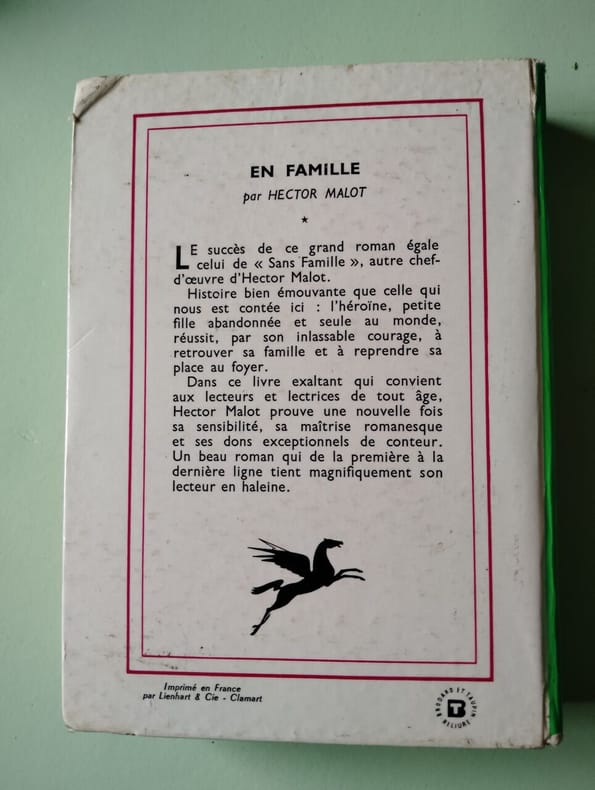 EN FAMILLE
par HECTOR MALOT
★
LE succès de ce grand roman égale
celui de « Sans Famille », autre chef-
d'œuvre d'Hector Malot.
Histoire bien émouvante que celle qui
nous est contée ici : l'héroïne, petite
fille abandonnée et seule au monde,
réussit, par son inlassable courage, à
retrouver sa famille et à reprendre sa
place au foyer.
Dans ce livre exaltant qui convient
aux lecteurs et lectrices de tout âge,
Hector Malot prouve une nouvelle fois
sa sensibilité, sa maîtrise romanesque
et ses dons exceptionnels de conteur.
Un beau roman qui de la première à la
dernière ligne tient magnifiquement son
lecteur en haleine.
Imprimé en France
par Lienhart & Cie - Clamart
BRODARD ET TAUPIN
RELIURE